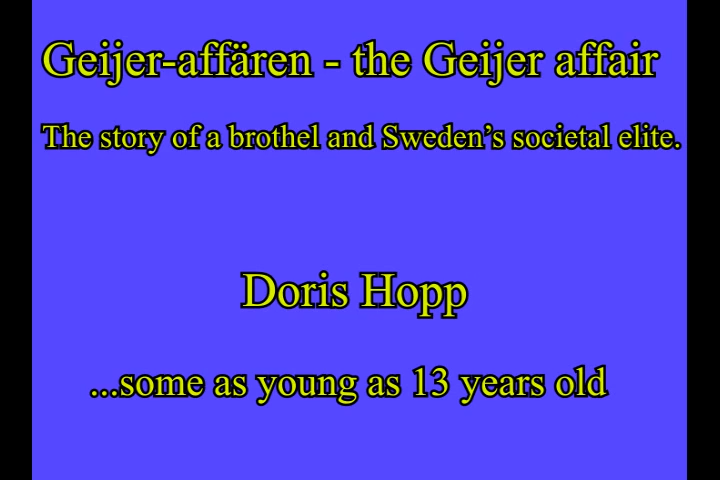 Geijer-affären - the Geijer affair
The story of a brothel and Sweden’s societal elite.
Doris Hopp
...some as young as 13 years old